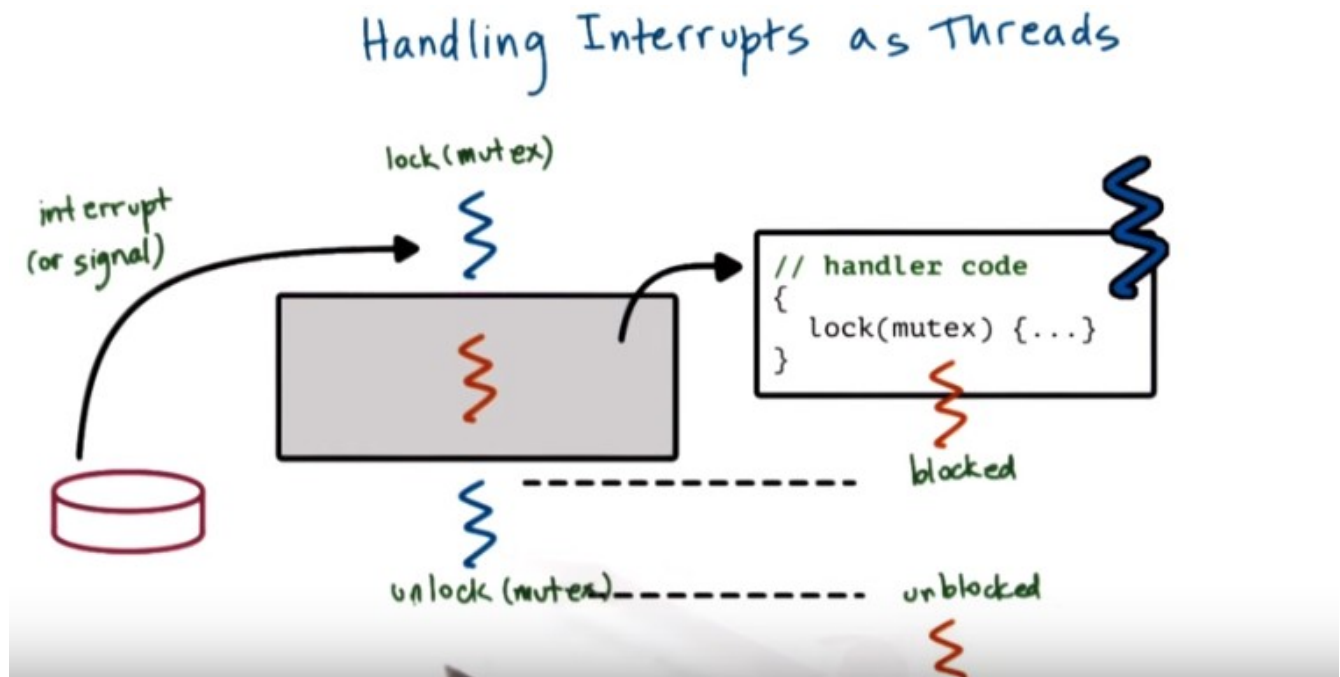 Handling Interrupts as Threads
lock(mutex)
interrupt
(or signal)
// handler code
{
lock(mutex) {...}
}
blocked
unlock (mutex)
unblocked